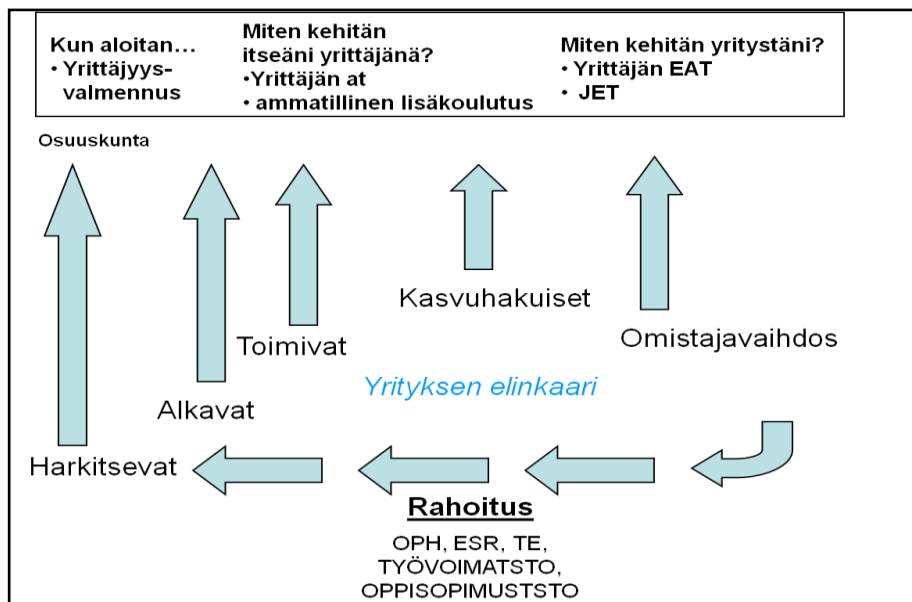 Kun aloitan…
• Yrittäjyys-
valmennus
Miten kehitän
itseäni yrittäjänä?
•Yrittäjän at
• ammatillinen lisäkoulutus
Miten kehitän yritystäni?
• Yrittäjän EAT
• JET
Osuuskunta
Kasvuhakuiset
Omistajavaihdos
Toimivat
Yrityksen elinkaari
Alkavat
Harkitsevat
Rahoitus
OPH, ESR, TE,
TYÖVOIMATSTO,
OPPISOPIMUSTSTO